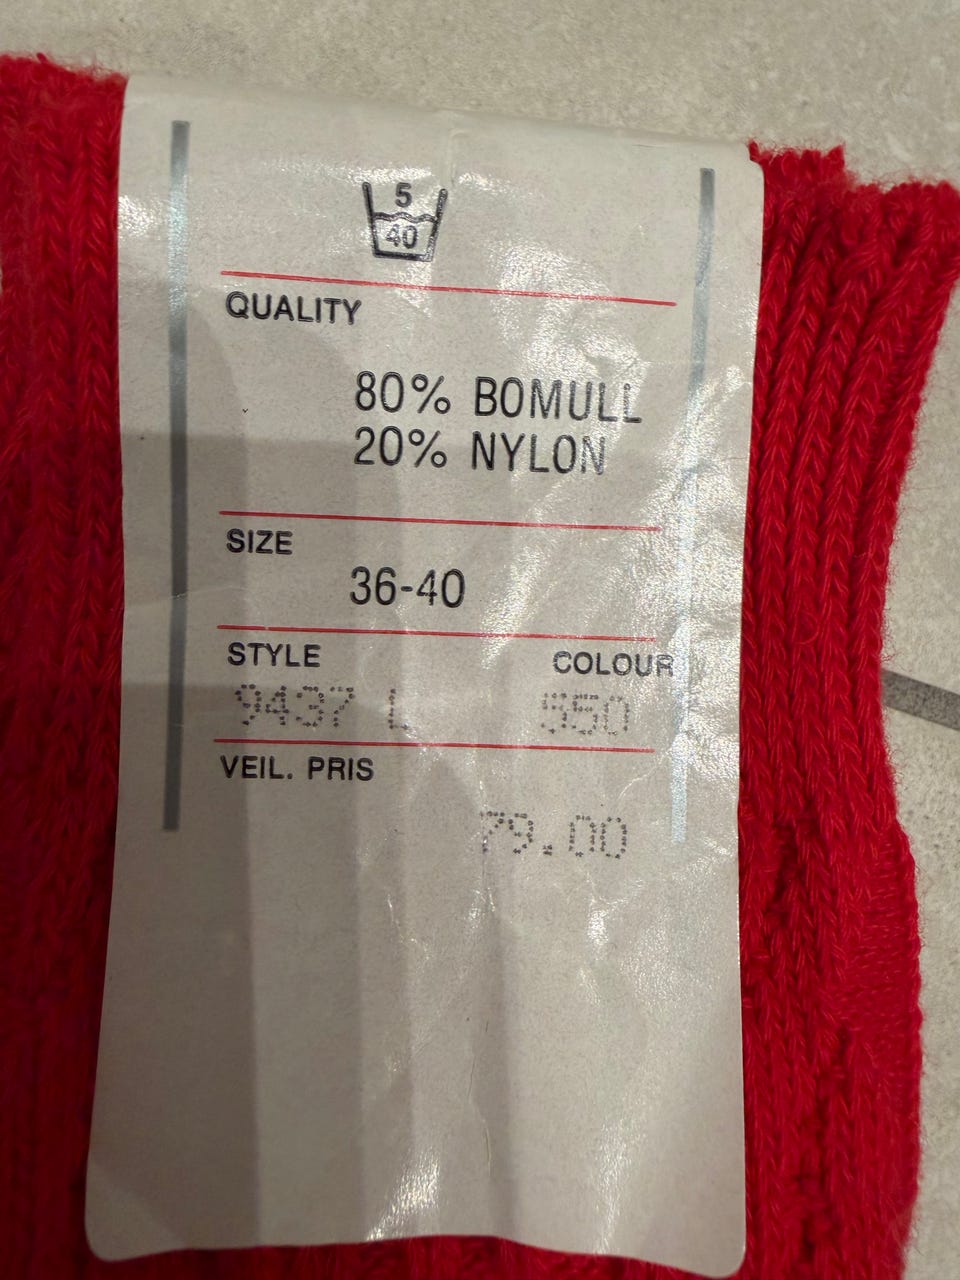 5
40
QUALITY
80% BOMULL
20% NYLON
SIZE
36-40
STYLE COLOUR
9437 L 550
VEIL. PRIS
79.00